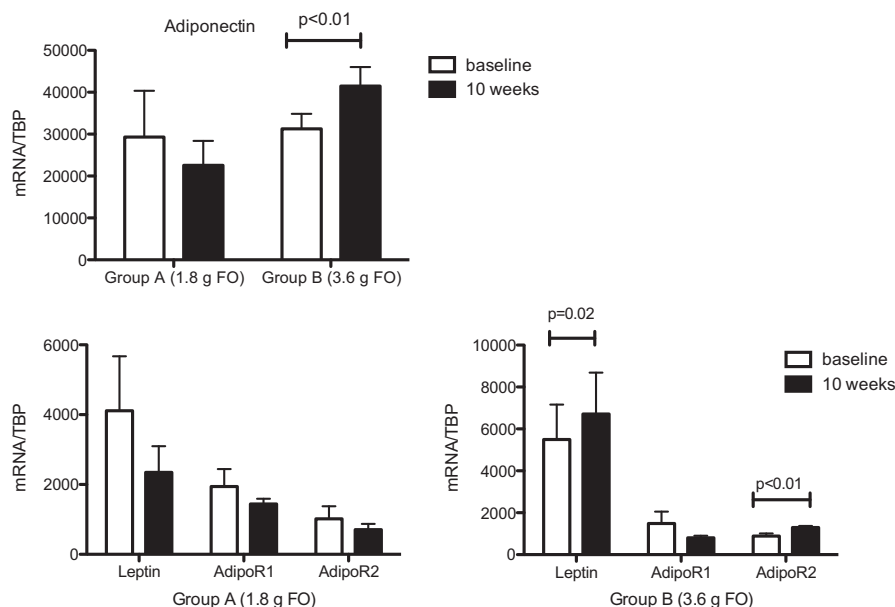 Adiponectin
p<0.01
50000
40000
30000
20000
10000
0
mRNA/TBP
baseline
10 weeks
Group A (1.8 g FO)
Group B (3.6 g FO)
6000
4000
2000
0
mRNA/TBP
Leptin
AdipoR1
AdipoR2
Group A (1.8 g FO)
p=0.02
10000
8000
6000
4000
2000
0
mRNA/TBP
p<0.01
baseline
10 weeks
Leptin
AdipoR1
AdipoR2
Group B (3.6 g FO)